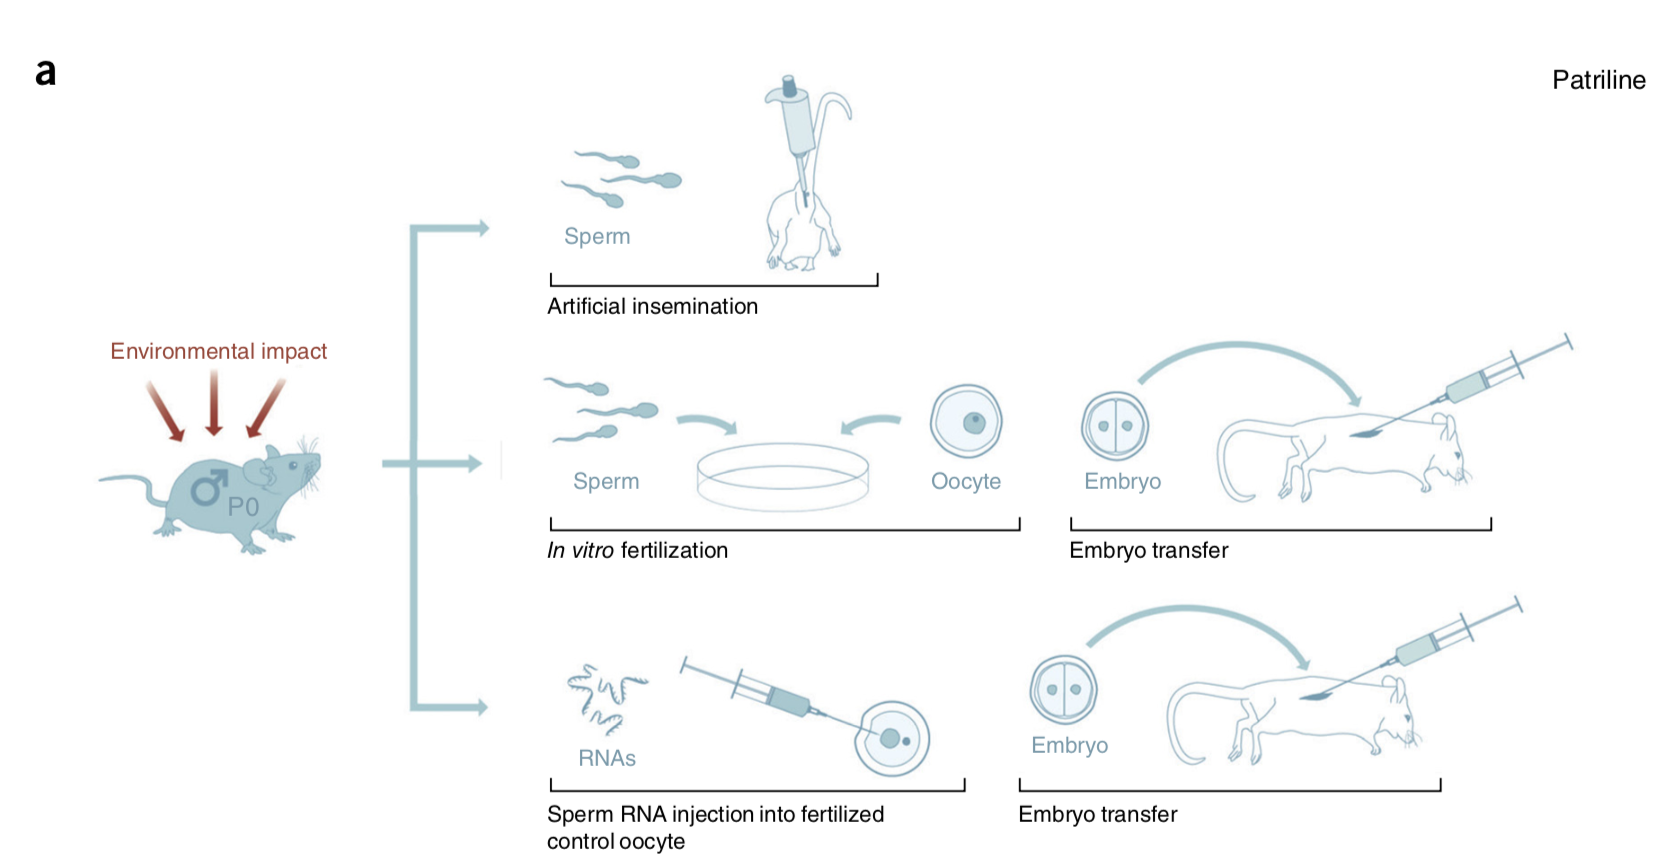 a
Patriline
Sperm
Artificial insemination
Environmental impact
P0
Sperm
Oocyte
Embryo
In vitro fertilization
Embryo transfer
RNAs
Embryo
Sperm RNA injection into fertilized
control oocyte
Embryo transfer